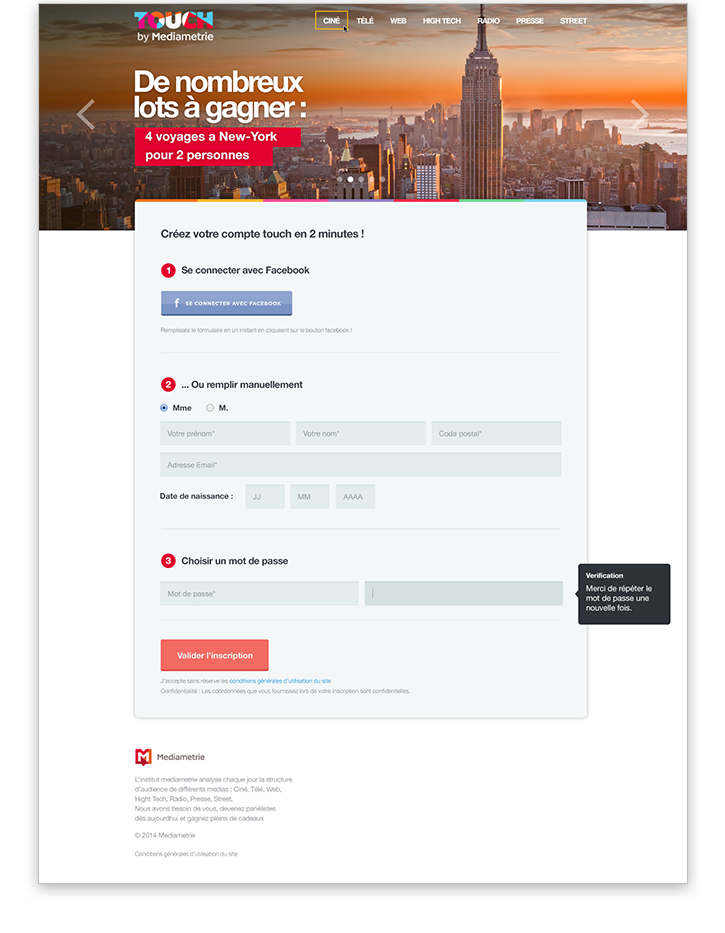 TOUCH
by Mediametrie
CINÉ TÉLÉ WEB HIGH TECH RADIO PRESSE STREET
De nombreux
lots à gagner :
4 voyages a New-York
pour 2 personnes
Créez votre compte touch en 2 minutes !
1 Se connecter avec Facebook
f SE CONNECTER AVEC FACEBOOK
Remplissez le formulaire en un instant en cliqueant sur le bouton facebook !
2 ... Ou remplir manuellement
Mme M.
Votre prénom* Votre nom* Code postal*
Adresse Email*
Date de naissance : JJ MM AAAA
3 Choisir un mot de passe
Mot de passe*
Verification
Merci de répéter le
mot de passe une
nouvelle fois.
Valider l'inscription
J'accepte sans réserve les conditions générales d'utilisation du site
Confidentialité : Les coordonnées que vous fournissez lors de votre inscription sont confidentielles.
M Mediametrie
L'institut mediametrie analyse chaque jour la structure
d'audience de différents medias : Ciné, Télé, Web,
Hight Tech, Radio, Presse, Street.
Nous avons besoin de vous, devenez panélistes
dès aujourdhui et gagnez pleins de cadeaux
© 2014 Mediametrie
Conditions générales d'utilisation du site